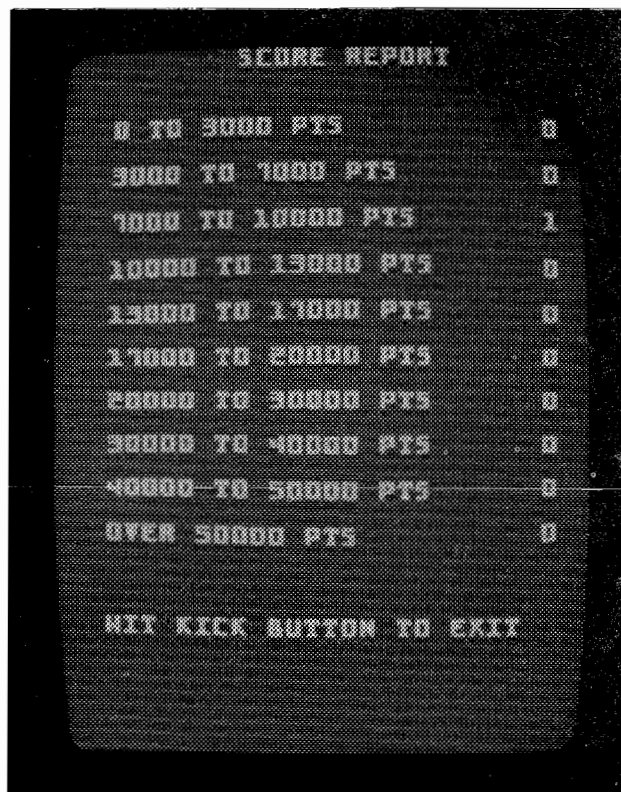 SCORE REPORT
0 TO 3000 PTS 0
3000 TO 7000 PTS 0
7000 TO 10000 PTS 1
10000 TO 13000 PTS 0
13000 TO 17000 PTS 0
17000 TO 20000 PTS 0
20000 TO 30000 PTS 0
30000 TO 40000 PTS 0
40000 TO 50000 PTS 0
OVER 50000 PTS 0
HIT KICK BUTTON TO EXIT